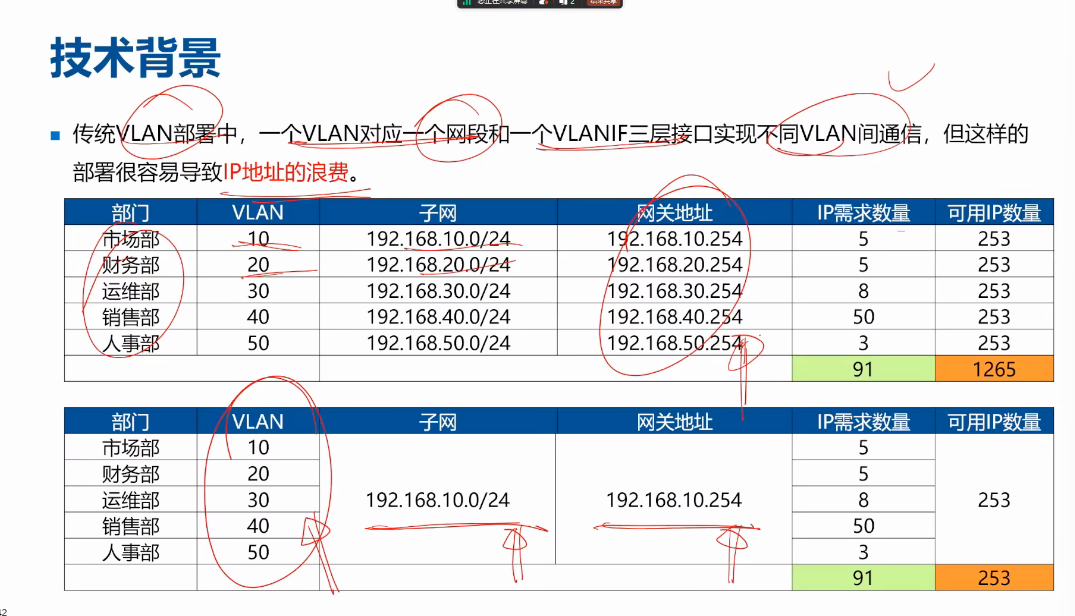 技术背景
传统VLAN部署中，一个VLAN对应一个网段和一个VLANIF三层接口实现不同VLAN间通信，但这样的
部署很容易导致IP地址的浪费。
部门 VLAN 子网 网关地址 IP需求数量 可用IP数量
市场部 10 192.168.10.0/24 192.168.10.254 5 253
财务部 20 192.168.20.0/24 192.168.20.254 5 253
运维部 30 192.168.30.0/24 192.168.30.254 8 253
销售部 40 192.168.40.0/24 192.168.40.254 50 253
人事部 50 192.168.50.0/24 192.168.50.254 3 253
91 1265
部门 VLAN 子网 网关地址 IP需求数量 可用IP数量
市场部 10 5
财务部 20 5
运维部 30 192.168.10.0/24 192.168.10.254 8 253
销售部 40 50
人事部 50 3
91 253